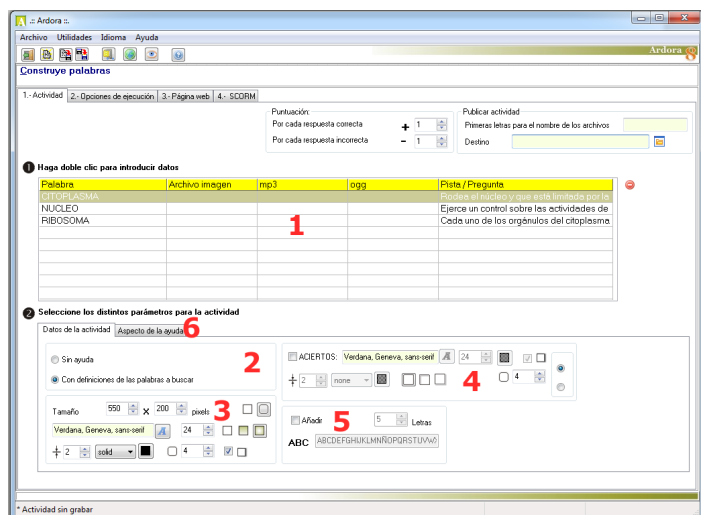 .:: Ardora ::.
Archivo Utilidades Idioma Ayuda
Ardora
Construye palabras
1.- Actividad 2.- Opciones de ejecución 3.- Página web 4.- SCORM
Puntuación: Publicar actividad
Por cada respuesta correcta + 1 Primeras letras para el nombre de los archivos
Por cada respuesta incorrecta - 1 Destino
1 Haga doble clic para introducir datos
Palabra Archivo imagen mp3 ogg Pista/Pregunta
CITOPLASMA Rodea el núcleo y que está limitada por la
NUCLEO Ejerce un control sobre las actividades de
RIBOSOMA 1 Cada uno de los orgánulos del citoplasma
2 Seleccione los distintos parámetros para la actividad
Datos de la actividad Aspecto de la ayuda 6
Sin ayuda 2
Con definiciones de las palabras a buscar
ACIERTOS: Verdana, Geneva, sans-serif A 24
2 none 4 4
Tamaño 550 x 200 pixels 3
Verdana, Geneva, sans-serif A 24
2 solid 4
Añadir 5 5 Letras
ABC ABCDEFGHIJKLMNÑOPQRSTUVW
* Actividad sin grabar